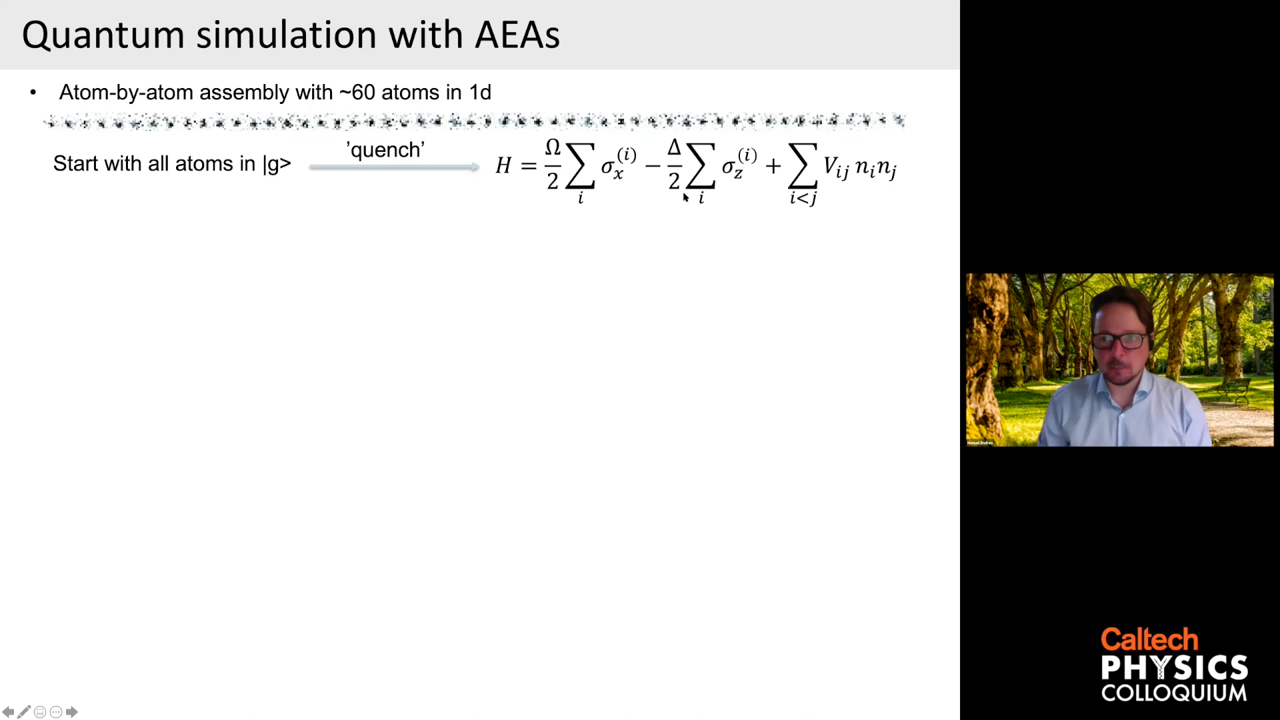 Quantum simulation with AEAs
• Atom-by-atom assembly with ~60 atoms in 1d
Start with all atoms in |g>
'quench'
H = Ω/2 ∑_i σ_x^(i) − Δ/2 ∑_i σ_z^(i) + ∑_{i<j} V_ij n_i n_j
Caltech
PHYSICS
COLLOQUIUM